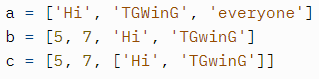 a = ['Hi', 'TGWinG', 'everyone']
b = [5, 7, 'Hi', 'TGwinG']
c = [5, 7, ['Hi', 'TGwinG']]